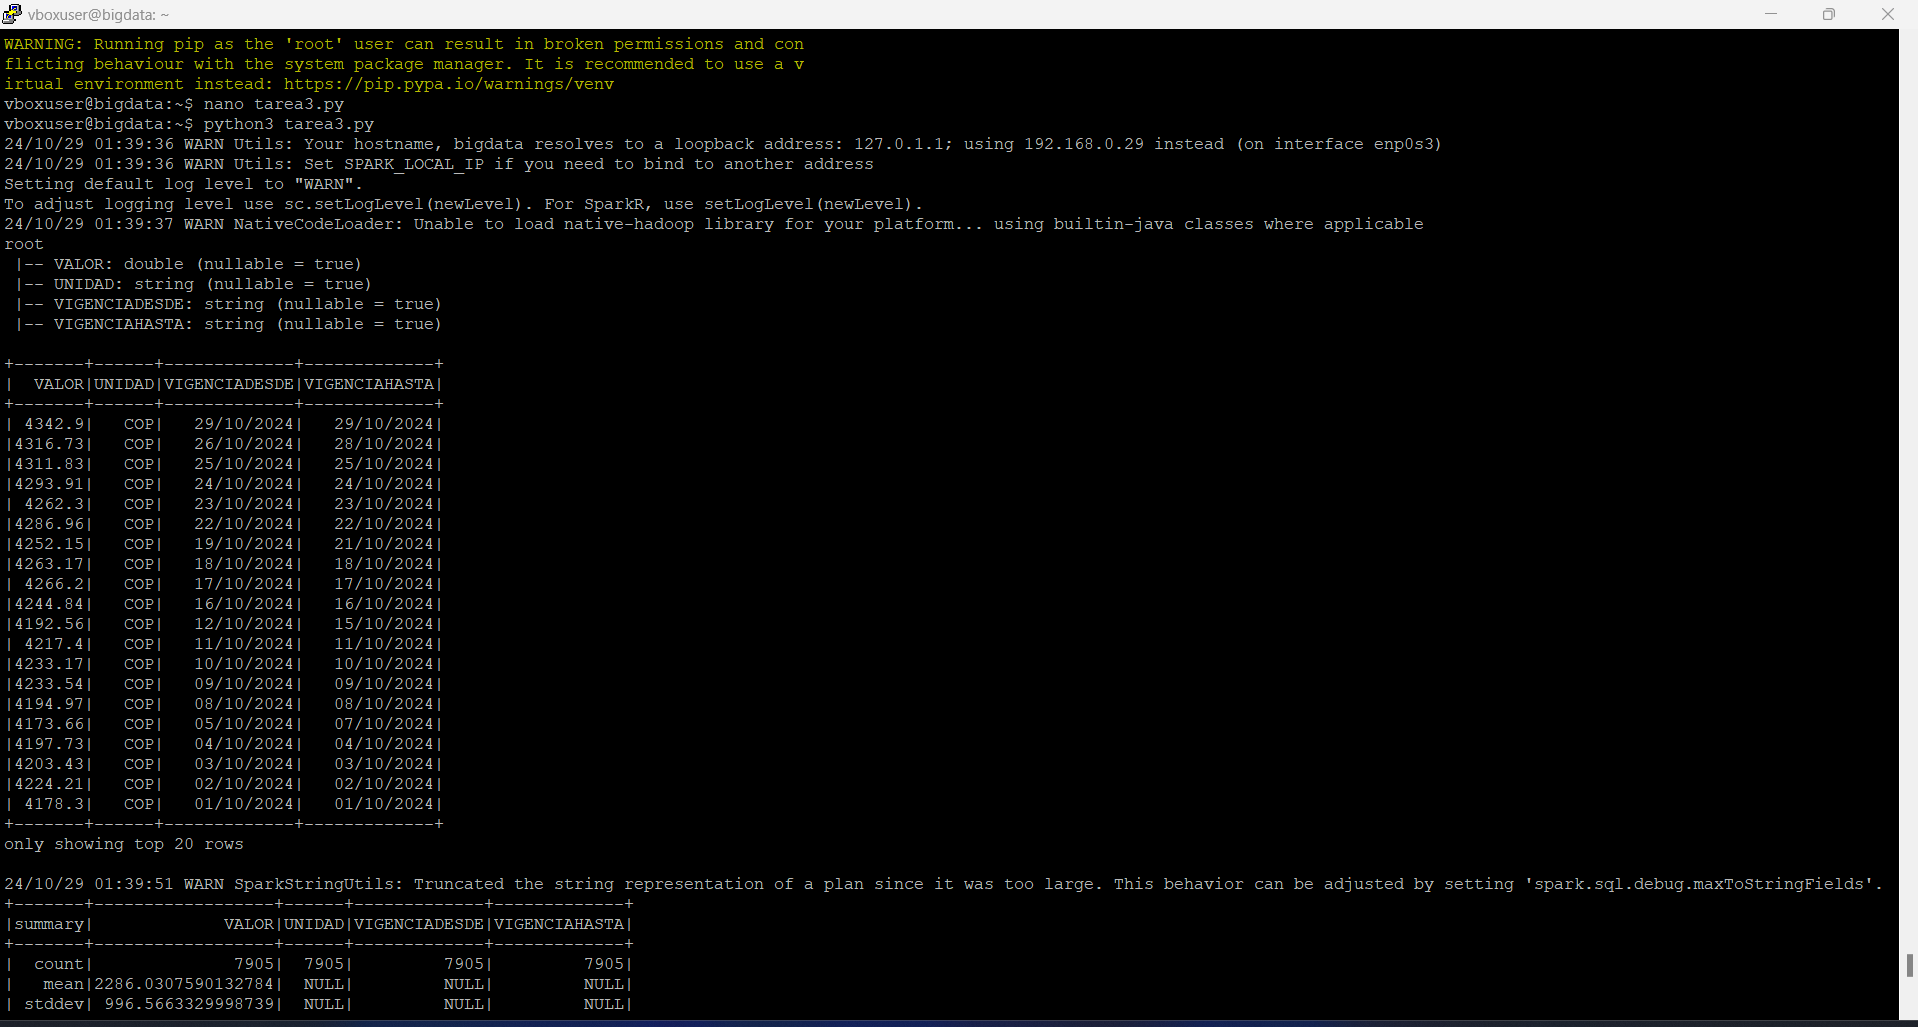 vboxuser@bigdata: ~
WARNING: Running pip as the 'root' user can result in broken permissions and con
flicting behaviour with the system package manager. It is recommended to use a v
irtual environment instead: https://pip.pypa.io/warnings/venv
vboxuser@bigdata:~$ nano tarea3.py
vboxuser@bigdata:~$ python3 tarea3.py
24/10/29 01:39:36 WARN Utils: Your hostname, bigdata resolves to a loopback address: 127.0.1.1; using 192.168.0.29 instead (on interface enp0s3)
24/10/29 01:39:36 WARN Utils: Set SPARK_LOCAL_IP if you need to bind to another address
Setting default log level to "WARN".
To adjust logging level use sc.setLogLevel(newLevel). For SparkR, use setLogLevel(newLevel).
24/10/29 01:39:37 WARN NativeCodeLoader: Unable to load native-hadoop library for your platform... using builtin-java classes where applicable
root
 |-- VALOR: double (nullable = true)
 |-- UNIDAD: string (nullable = true)
 |-- VIGENCIADESDE: string (nullable = true)
 |-- VIGENCIAHASTA: string (nullable = true)
+-------+------+-------------+-------------+
|  VALOR|UNIDAD|VIGENCIADESDE|VIGENCIAHASTA|
+-------+------+-------------+-------------+
| 4342.9|   COP|   29/10/2024|   29/10/2024|
|4316.73|   COP|   26/10/2024|   28/10/2024|
|4311.83|   COP|   25/10/2024|   25/10/2024|
|4293.91|   COP|   24/10/2024|   24/10/2024|
| 4262.3|   COP|   23/10/2024|   23/10/2024|
|4286.96|   COP|   22/10/2024|   22/10/2024|
|4252.15|   COP|   19/10/2024|   21/10/2024|
|4263.17|   COP|   18/10/2024|   18/10/2024|
| 4266.2|   COP|   17/10/2024|   17/10/2024|
|4244.84|   COP|   16/10/2024|   16/10/2024|
|4192.56|   COP|   12/10/2024|   15/10/2024|
| 4217.4|   COP|   11/10/2024|   11/10/2024|
|4233.17|   COP|   10/10/2024|   10/10/2024|
|4233.54|   COP|   09/10/2024|   09/10/2024|
|4194.97|   COP|   08/10/2024|   08/10/2024|
|4173.66|   COP|   05/10/2024|   07/10/2024|
|4197.73|   COP|   04/10/2024|   04/10/2024|
|4203.43|   COP|   03/10/2024|   03/10/2024|
|4224.21|   COP|   02/10/2024|   02/10/2024|
| 4178.3|   COP|   01/10/2024|   01/10/2024|
+-------+------+-------------+-------------+
only showing top 20 rows
24/10/29 01:39:51 WARN SparkStringUtils: Truncated the string representation of a plan since it was too large. This behavior can be adjusted by setting 'spark.sql.debug.maxToStringFields'.
+-------+------------------+------+-------------+-------------+
|summary|             VALOR|UNIDAD|VIGENCIADESDE|VIGENCIAHASTA|
+-------+------------------+------+-------------+-------------+
|  count|              7905|  7905|         7905|         7905|
|   mean|2286.0307590132784|  NULL|         NULL|         NULL|
| stddev| 996.5663329998739|  NULL|         NULL|         NULL|